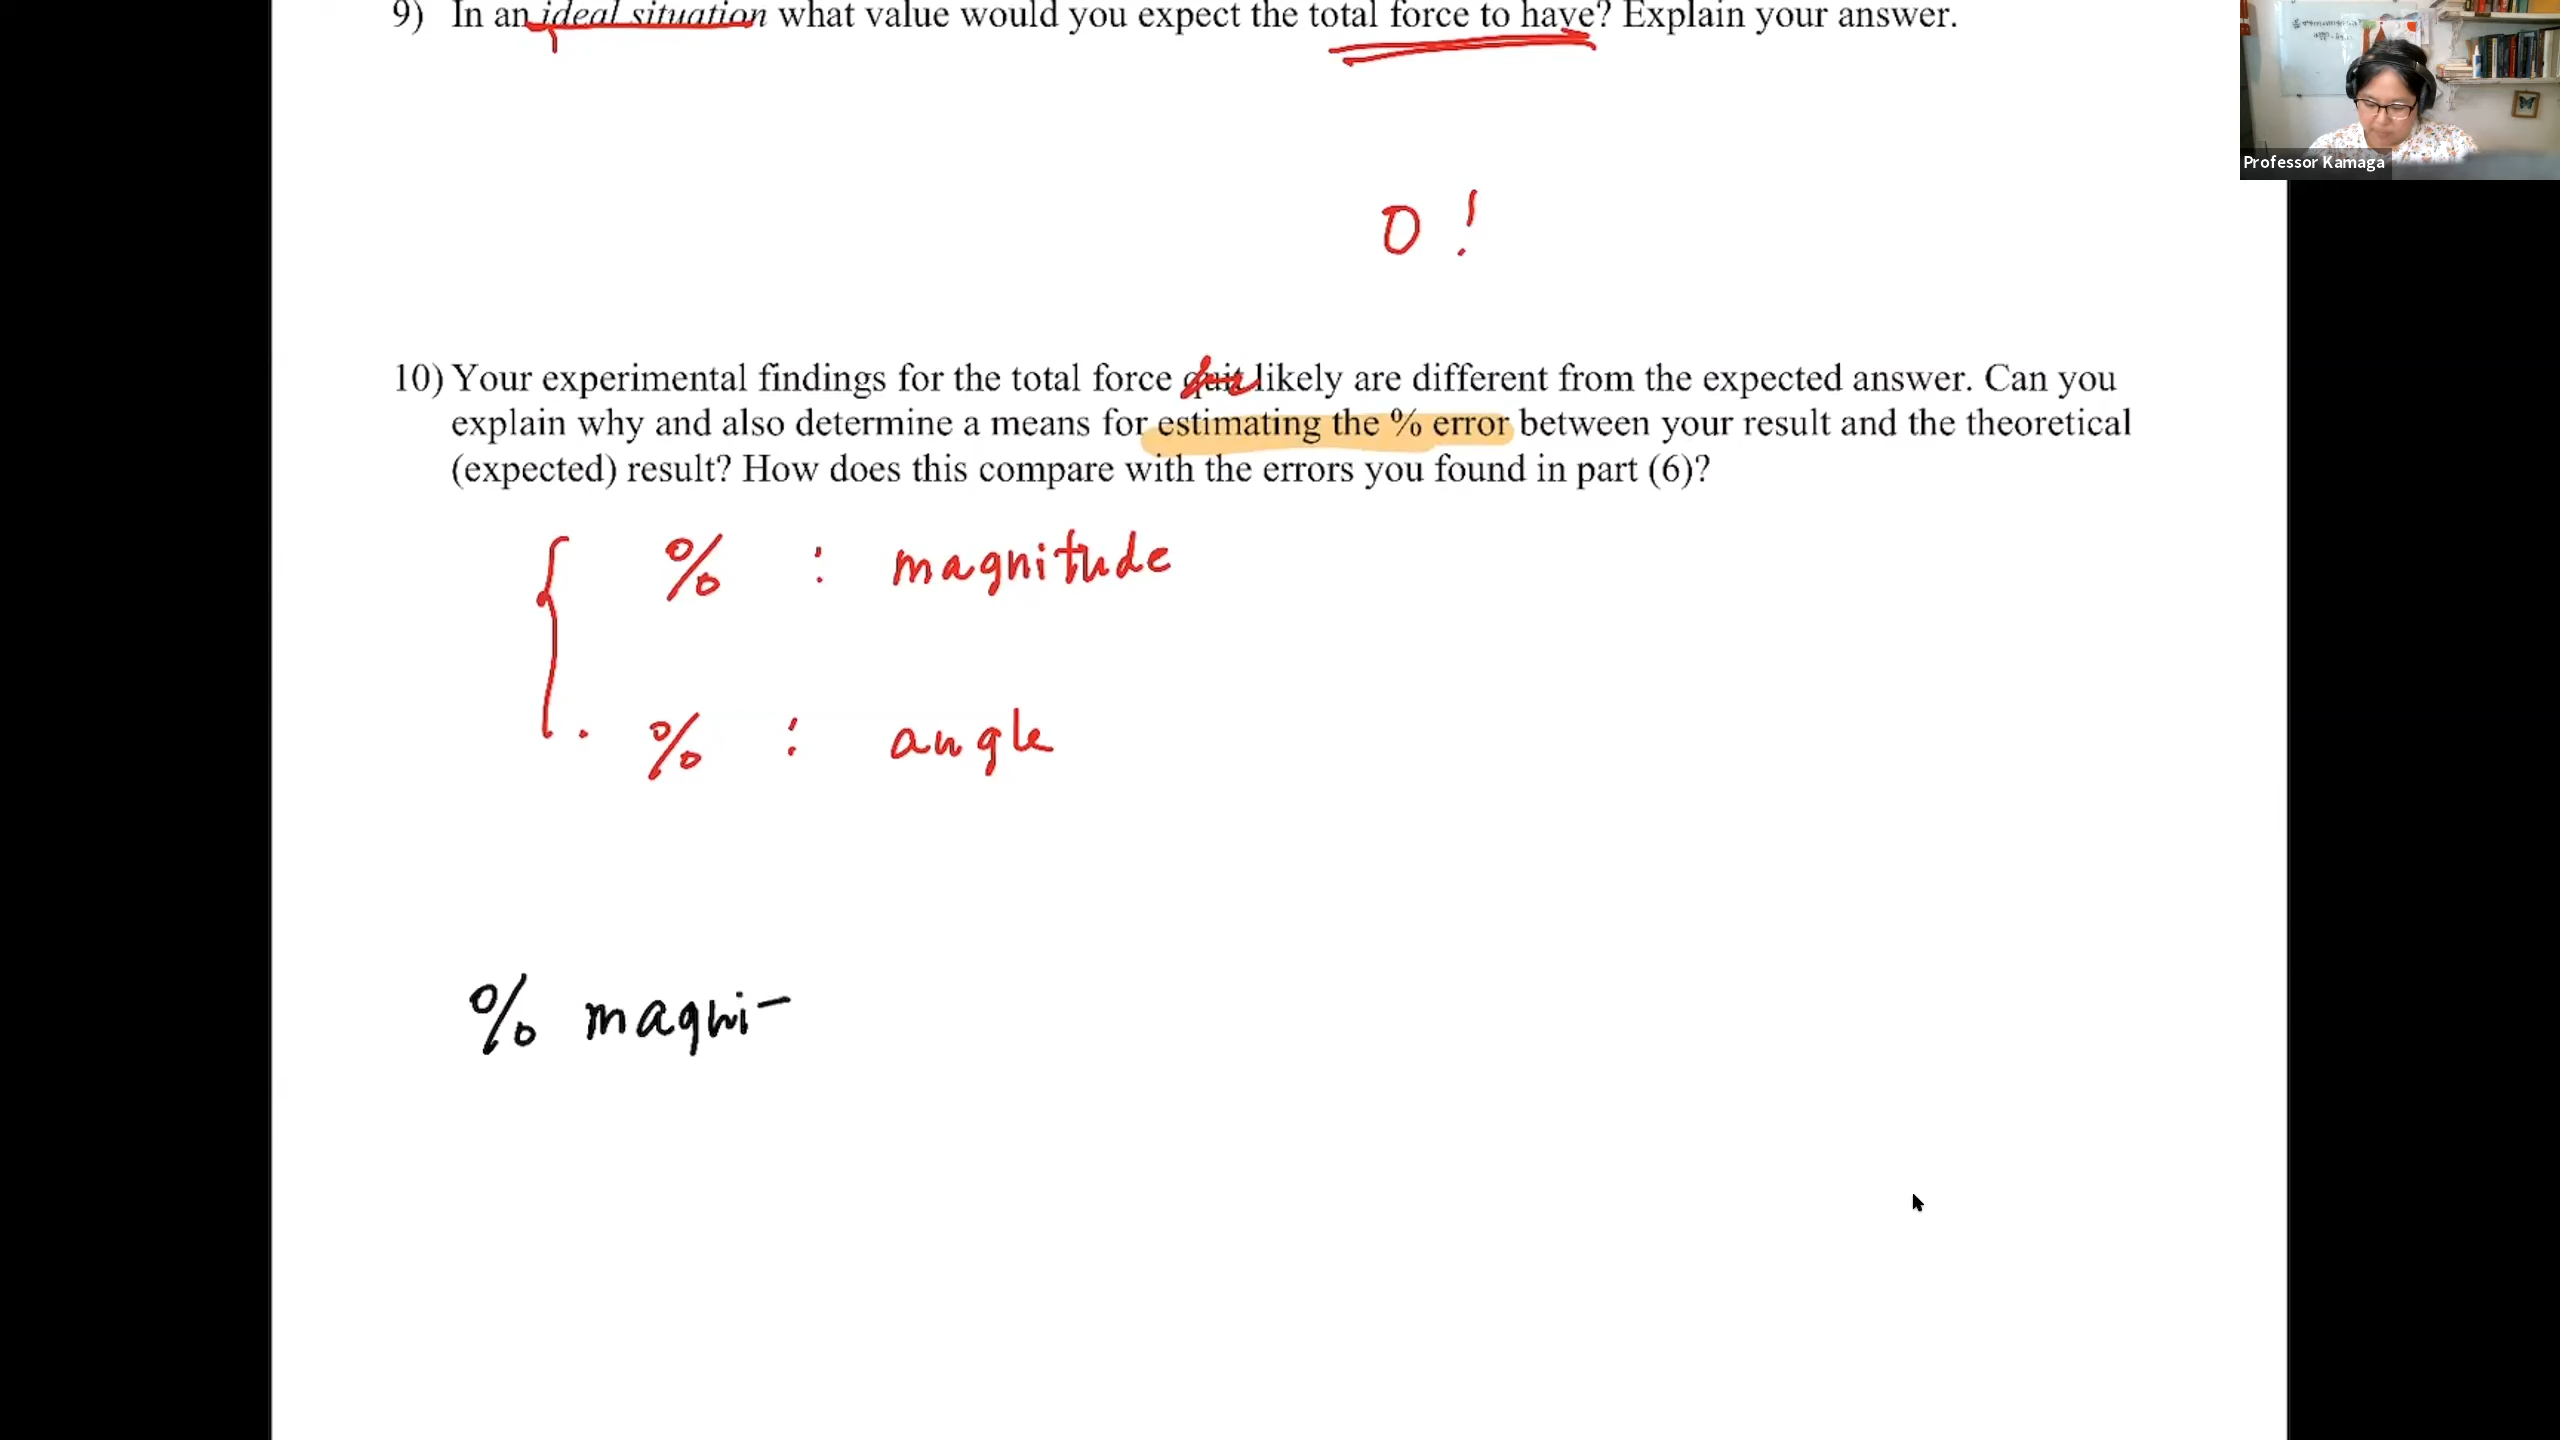 9) In an ideal situation what value would you expect the total force to have? Explain your answer.
Professor Kamaga
0 !
10) Your experimental findings for the total force quit likely are different from the expected answer. Can you
explain why and also determine a means for estimating the % error between your result and the theoretical
(expected) result? How does this compare with the errors you found in part (6)?
% : magnitude
% : angle
% magni-